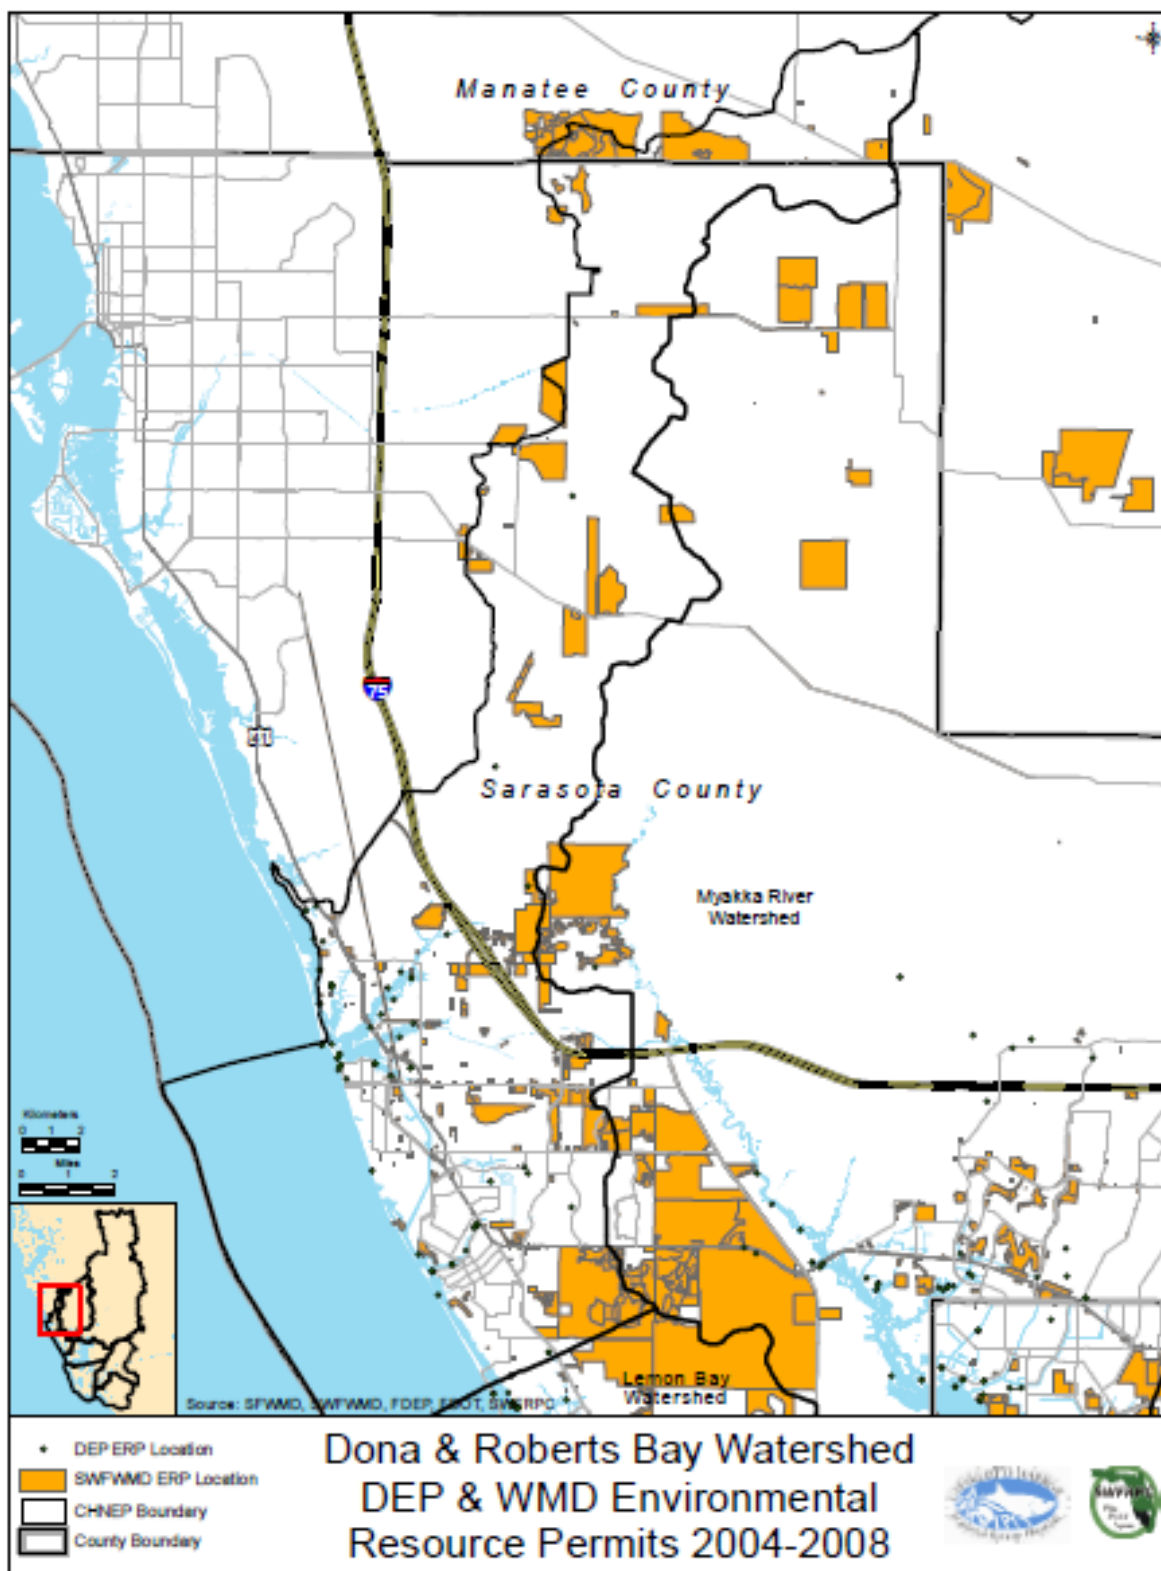 Manatee County
75
41
Sarasota County
Myakka River
Watershed
Kilometers
0 1 2
Miles
0 1 2
Lemon Bay
Watershed
Source: SFWMD, SWFWMD, FDEP, FDOT, SWFRPC
DEP ERP Location
SWFWMD ERP Location
CHNEP Boundary
County Boundary
Dona & Roberts Bay Watershed
DEP & WMD Environmental
Resource Permits 2004-2008